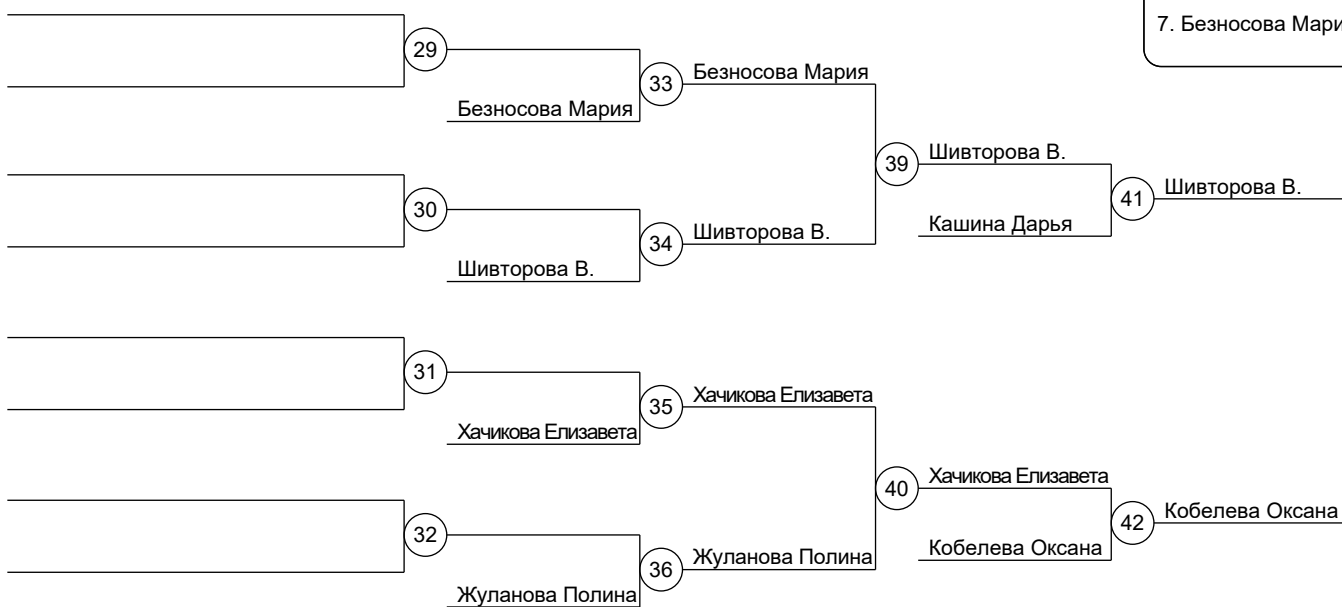 7. Безносова Мари
29
33
Безносова Мария
Безносова Мария
39
Шивторова В.
41
Шивторова В.
Кашина Дарья
30
34
Шивторова В.
Шивторова В.
31
35
Хачикова Елизавета
Хачикова Елизавета
40
Хачикова Елизавета
42
Кобелева Оксана
Кобелева Оксана
32
36
Жуланова Полина
Жуланова Полина